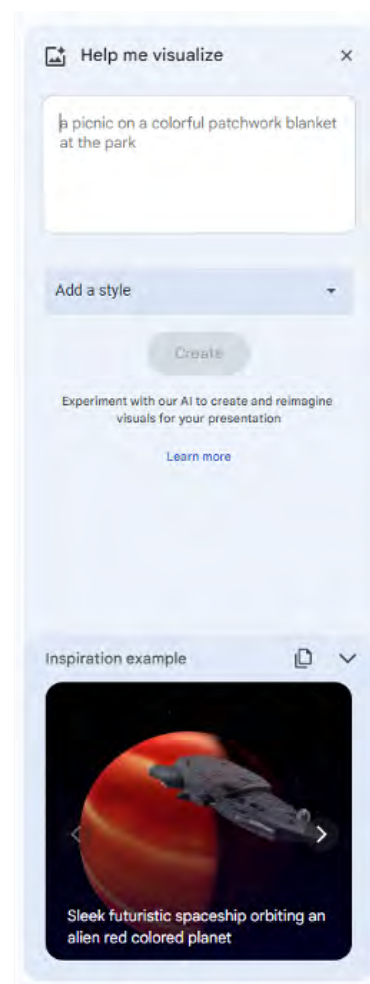 Help me visualize
a picnic on a colorful patchwork blanket
at the park
Add a style
Create
Experiment with our AI to create and reimagine
visuals for your presentation
Learn more
Inspiration example
Sleek futuristic spaceship orbiting an
alien red colored planet